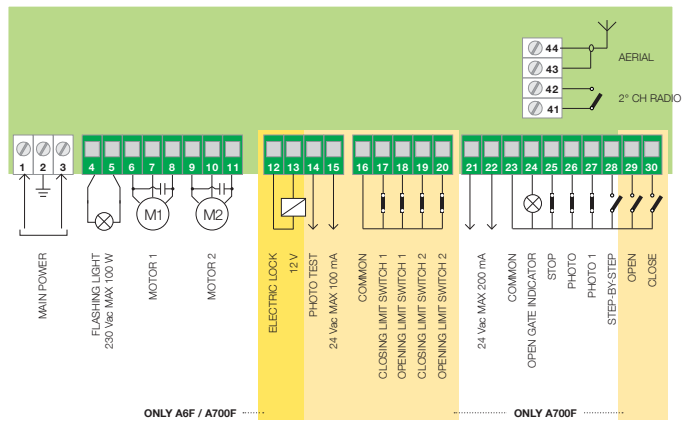 44
AERIAL
43
42
2° CH RADIO
41
1 2 3 4 5 6 7 8 9 10 11 12 13 14 15 16 17 18 19 20 21 22 23 24 25 26 27 28 29 30
M1 M2
MAIN POWER
FLASHING LIGHT
230 Vac MAX 100 W
MOTOR 1
MOTOR 2
ELECTRIC LOCK
12 V
PHOTO TEST
24 Vac MAX 100 mA
COMMON
CLOSING LIMIT SWITCH 1
OPENING LIMIT SWITCH 1
CLOSING LIMIT SWITCH 2
OPENING LIMIT SWITCH 2
24 Vac MAX 200 mA
COMMON
OPEN GATE INDICATOR
STOP
PHOTO
PHOTO 1
STEP-BY-STEP
OPEN
CLOSE
ONLY A6F / A700F
ONLY A700F